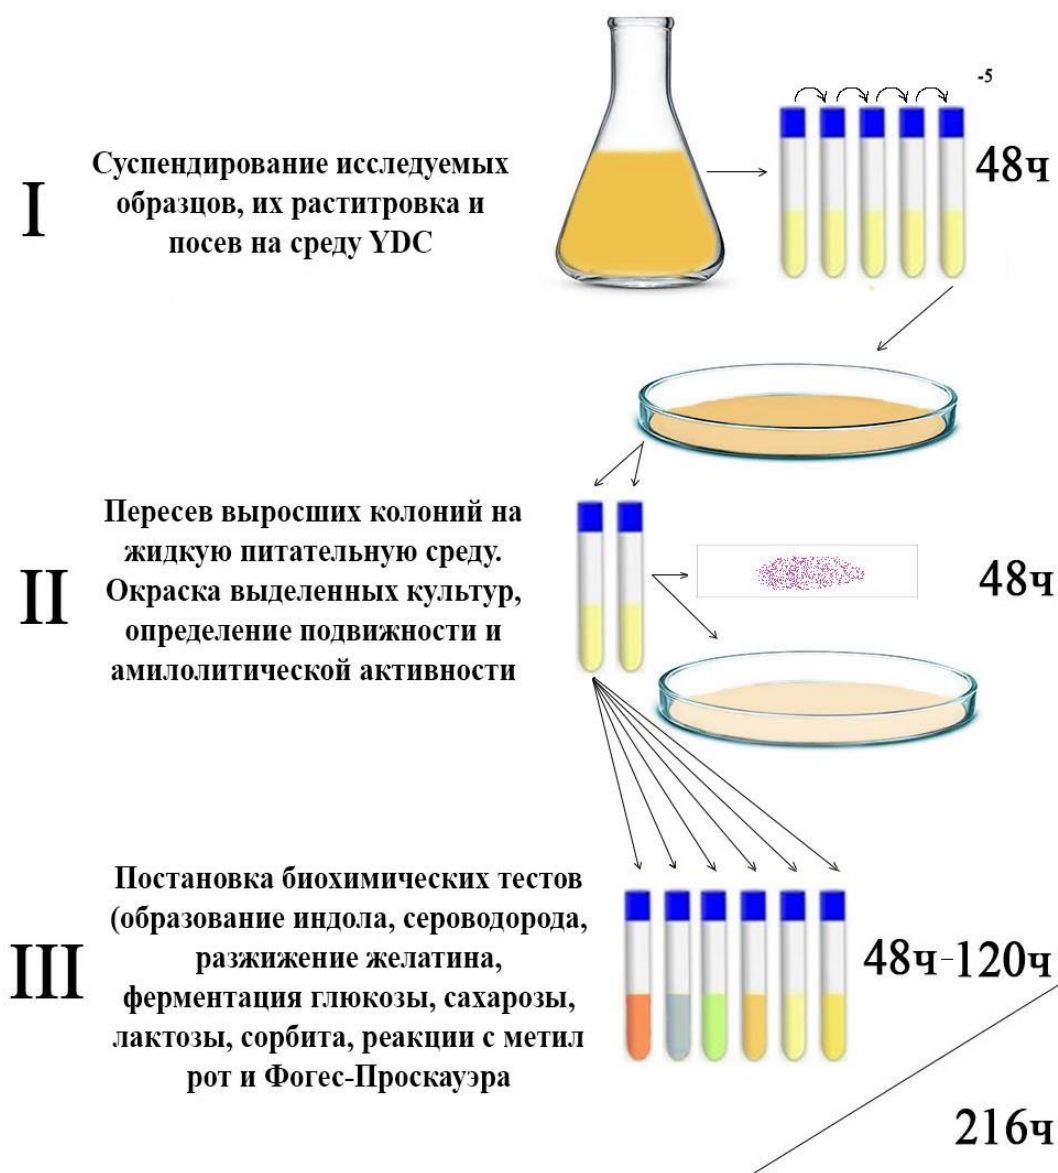 -5
48ч
I
Суспендирование исследуемых
образцов, их раститровка и
посев на среду YDC
II
Пересев выросших колоний на
жидкую питательную среду.
Окраска выделенных культур,
определение подвижности и
амилолитической активности
48ч
III
Постановка биохимических тестов
(образование индола, сероводорода,
разжижение желатина,
ферментация глюкозы, сахарозы,
лактозы, сорбита, реакции с метил
рот и Фогес-Проскауэра
48ч-120ч
216ч